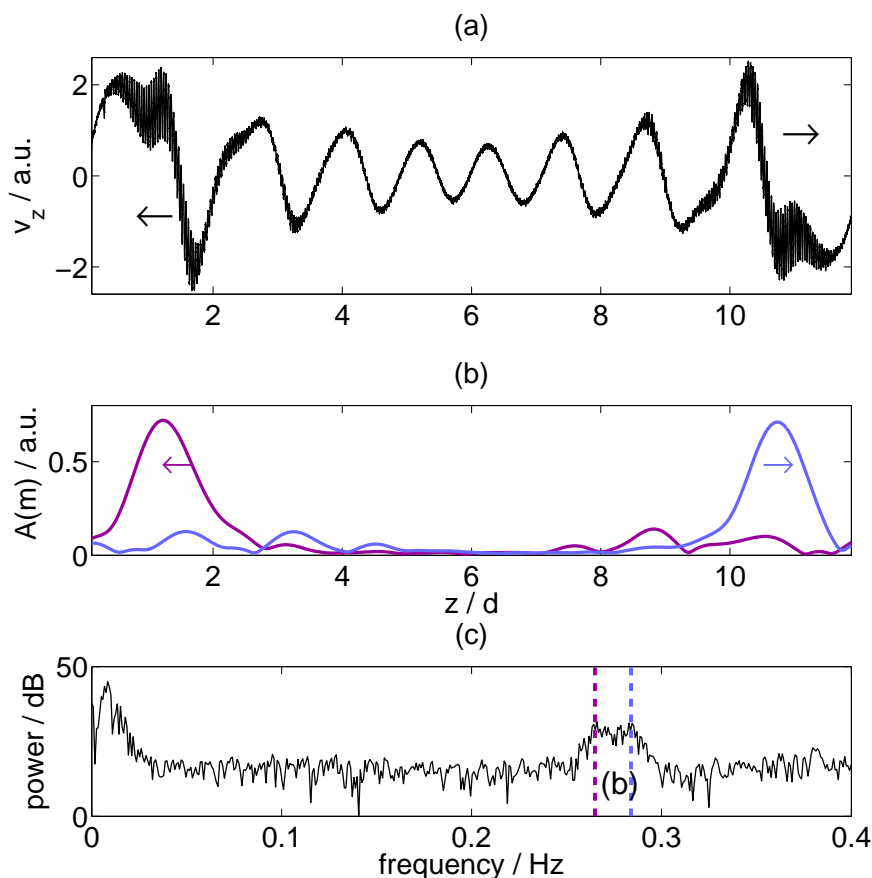 (a)
v_z / a.u.
2
0
−2
2 4 6 8 10
(b)
A(m) / a.u.
0.5
0
2 4 6 8 10
z / d
(c)
power / dB
50
0
(b)
0 0.1 0.2 0.3 0.4
frequency / Hz